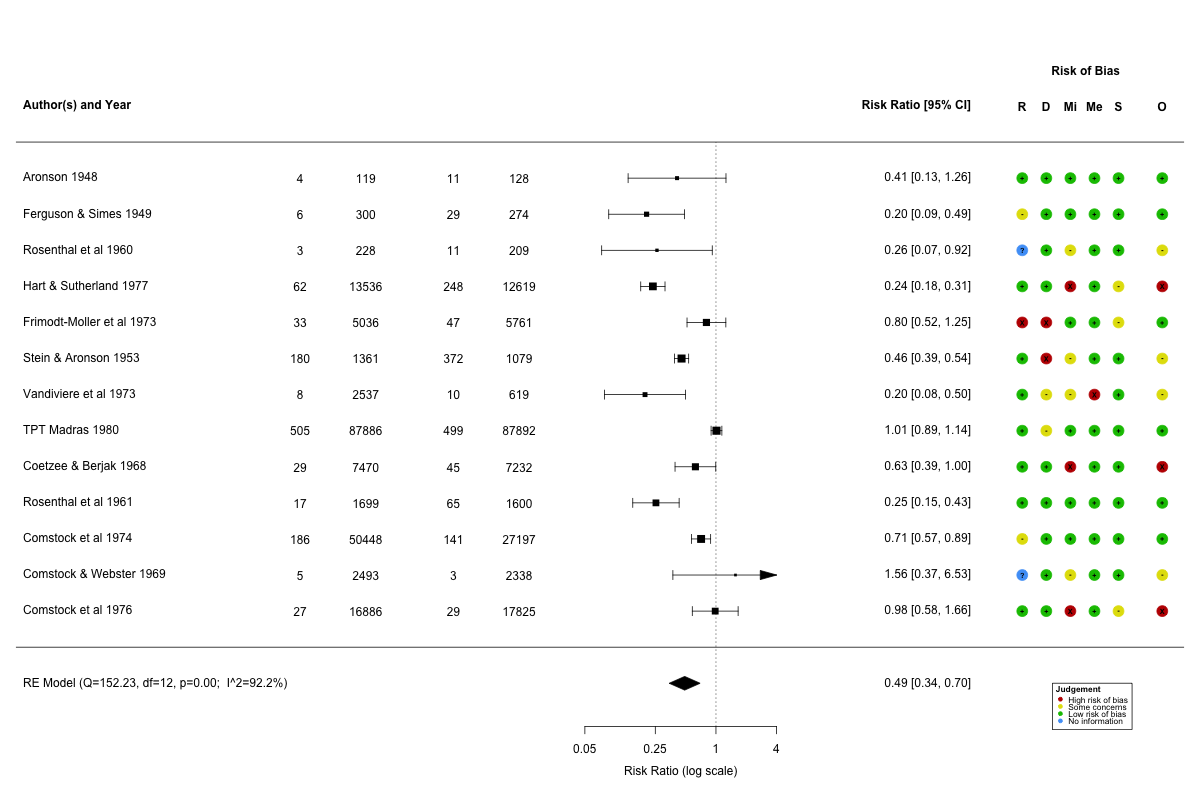 Risk of Bias
Author(s) and Year Risk Ratio [95% CI] R D Mi Me S O
Aronson 1948 4 119 11 128 0.41 [0.13, 1.26] + + + + + +
Ferguson & Simes 1949 6 300 29 274 0.20 [0.09, 0.49] - + + + + +
Rosenthal et al 1960 3 228 11 209 0.26 [0.07, 0.92] ? + - + + -
Hart & Sutherland 1977 62 13536 248 12619 0.24 [0.18, 0.31] + + x + - x
Frimodt-Moller et al 1973 33 5036 47 5761 0.80 [0.52, 1.25] x x + + - +
Stein & Aronson 1953 180 1361 372 1079 0.46 [0.39, 0.54] + x - + + -
Vandiviere et al 1973 8 2537 10 619 0.20 [0.08, 0.50] + - - x + -
TPT Madras 1980 505 87886 499 87892 1.01 [0.89, 1.14] + - + + + +
Coetzee & Berjak 1968 29 7470 45 7232 0.63 [0.39, 1.00] + + x + + x
Rosenthal et al 1961 17 1699 65 1600 0.25 [0.15, 0.43] + + + + + +
Comstock et al 1974 186 50448 141 27197 0.71 [0.57, 0.89] - + + + + +
Comstock & Webster 1969 5 2493 3 2338 1.56 [0.37, 6.53] ? + - + + -
Comstock et al 1976 27 16886 29 17825 0.98 [0.58, 1.66] + + x + - x
RE Model (Q=152.23, df=12, p=0.00; I^2=92.2%) 0.49 [0.34, 0.70]
Judgement
High risk of bias
Some concerns
Low risk of bias
No information
0.05 0.25 1 4
Risk Ratio (log scale)